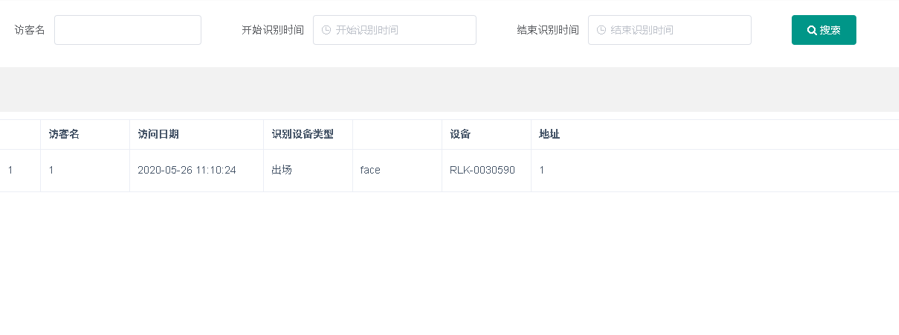 访客名 开始识别时间 开始识别时间 结束识别时间 结束识别时间 搜索
访客名 访问日期 识别设备类型 设备 地址
1 1 2020-05-26 11:10:24 出场 face RLK-0030590 1